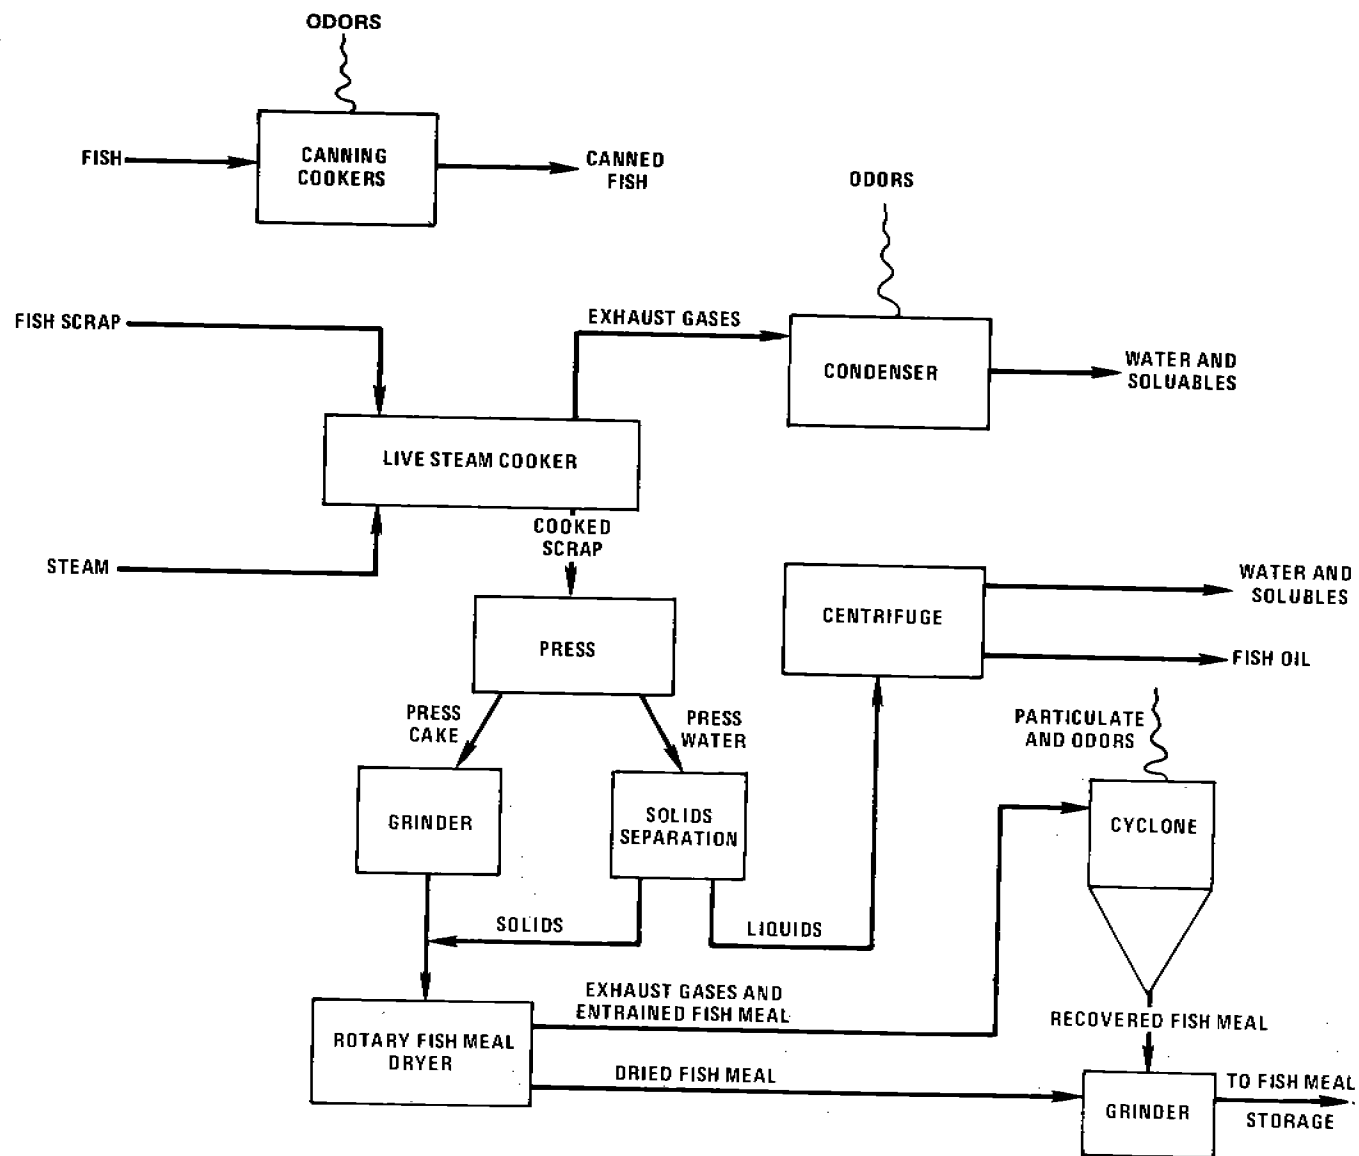 ODORS
FISH
CANNING
COOKERS
CANNED
FISH
ODORS
FISH SCRAP
EXHAUST GASES
CONDENSER
WATER AND
SOLUABLES
LIVE STEAM COOKER
COOKED
SCRAP
STEAM
WATER AND
SOLUBLES
CENTRIFUGE
PRESS
FISH OIL
PRESS
CAKE
PRESS
WATER
PARTICULATE
AND ODORS
GRINDER
SOLIDS
SEPARATION
CYCLONE
SOLIDS
LIQUIDS
EXHAUST GASES AND
ENTRAINED FISH MEAL
RECOVERED FISH MEAL
ROTARY FISH MEAL
DRYER
DRIED FISH MEAL
GRINDER
TO FISH MEAL
STORAGE